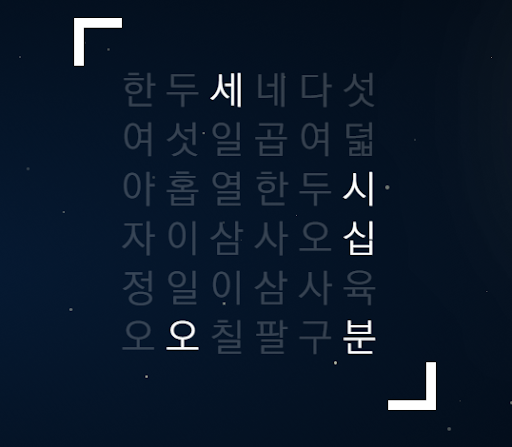 한두세네다섯
여섯일곱여덟
아홉열한두시
자이삼사오십
정일이삼사육
오오칠팔구분